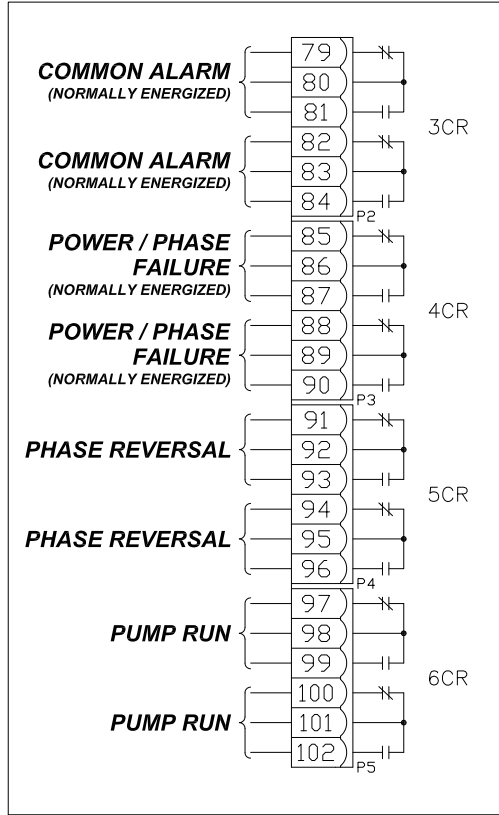 COMMON ALARM
(NORMALLY ENERGIZED)
79
80
81
COMMON ALARM
(NORMALLY ENERGIZED)
82
83
84
3CR
P2
POWER / PHASE
FAILURE
(NORMALLY ENERGIZED)
85
86
87
POWER / PHASE
FAILURE
(NORMALLY ENERGIZED)
88
89
90
4CR
P3
PHASE REVERSAL
91
92
93
PHASE REVERSAL
94
95
96
5CR
P4
PUMP RUN
97
98
99
PUMP RUN
100
101
102
6CR
P5